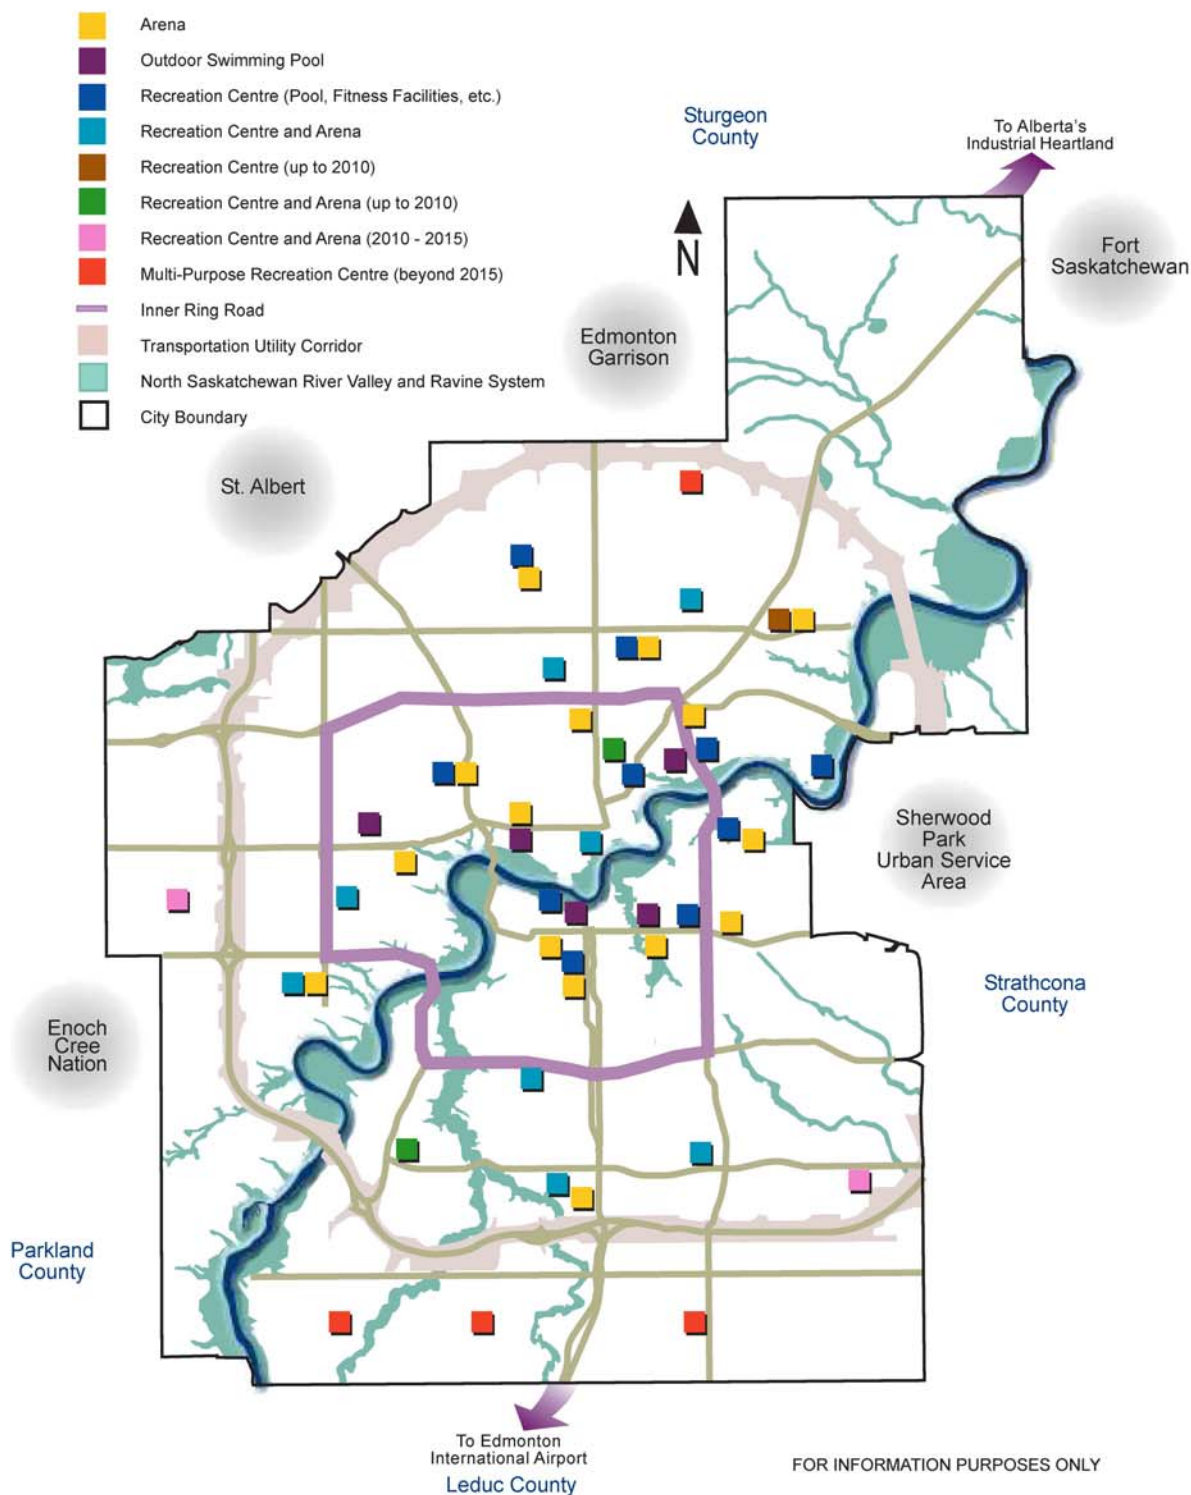 Arena
Outdoor Swimming Pool
Recreation Centre (Pool, Fitness Facilities, etc.)
Recreation Centre and Arena
Recreation Centre (up to 2010)
Recreation Centre and Arena (up to 2010)
Recreation Centre and Arena (2010 - 2015)
Multi-Purpose Recreation Centre (beyond 2015)
Inner Ring Road
Transportation Utility Corridor
North Saskatchewan River Valley and Ravine System
City Boundary
Sturgeon
County
To Alberta's
Industrial Heartland
N
Fort
Saskatchewan
Edmonton
Garrison
St. Albert
Sherwood
Park
Urban Service
Area
Strathcona
County
Enoch
Cree
Nation
Parkland
County
To Edmonton
International Airport
Leduc County
FOR INFORMATION PURPOSES ONLY